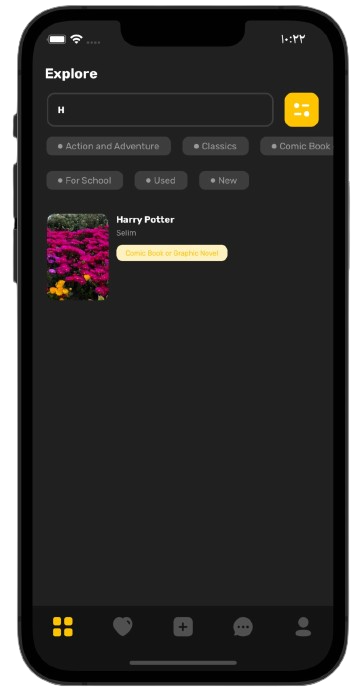 ١٠:٢٢
Explore
H
Action and Adventure
Classics
Comic Book
For School
Used
New
Harry Potter
Selim
Comic Book or Graphic Novel